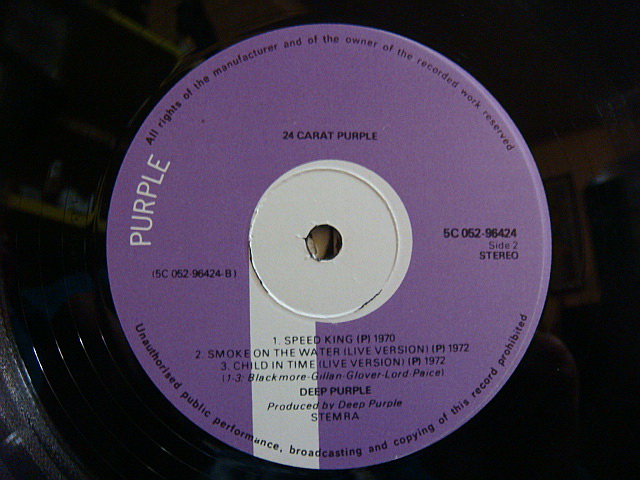 All rights of the manufacturer and of the owner of the recorded work reserved
24 CARAT PURPLE
PURPLE
5C 052-96424
Side 2
STEREO
(5C 052-96424-B)
1. SPEED KING (P) 1970
2. SMOKE ON THE WATER (LIVE VERSION) (P) 1972
3. CHILD IN TIME (LIVE VERSION) (P) 1972
(1-3: Blackmore-Gillan-Glover-Lord-Paice)
DEEP PURPLE
Produced by Deep Purple
STEMRA
Unauthorised public performance, broadcasting and copying of this record prohibited